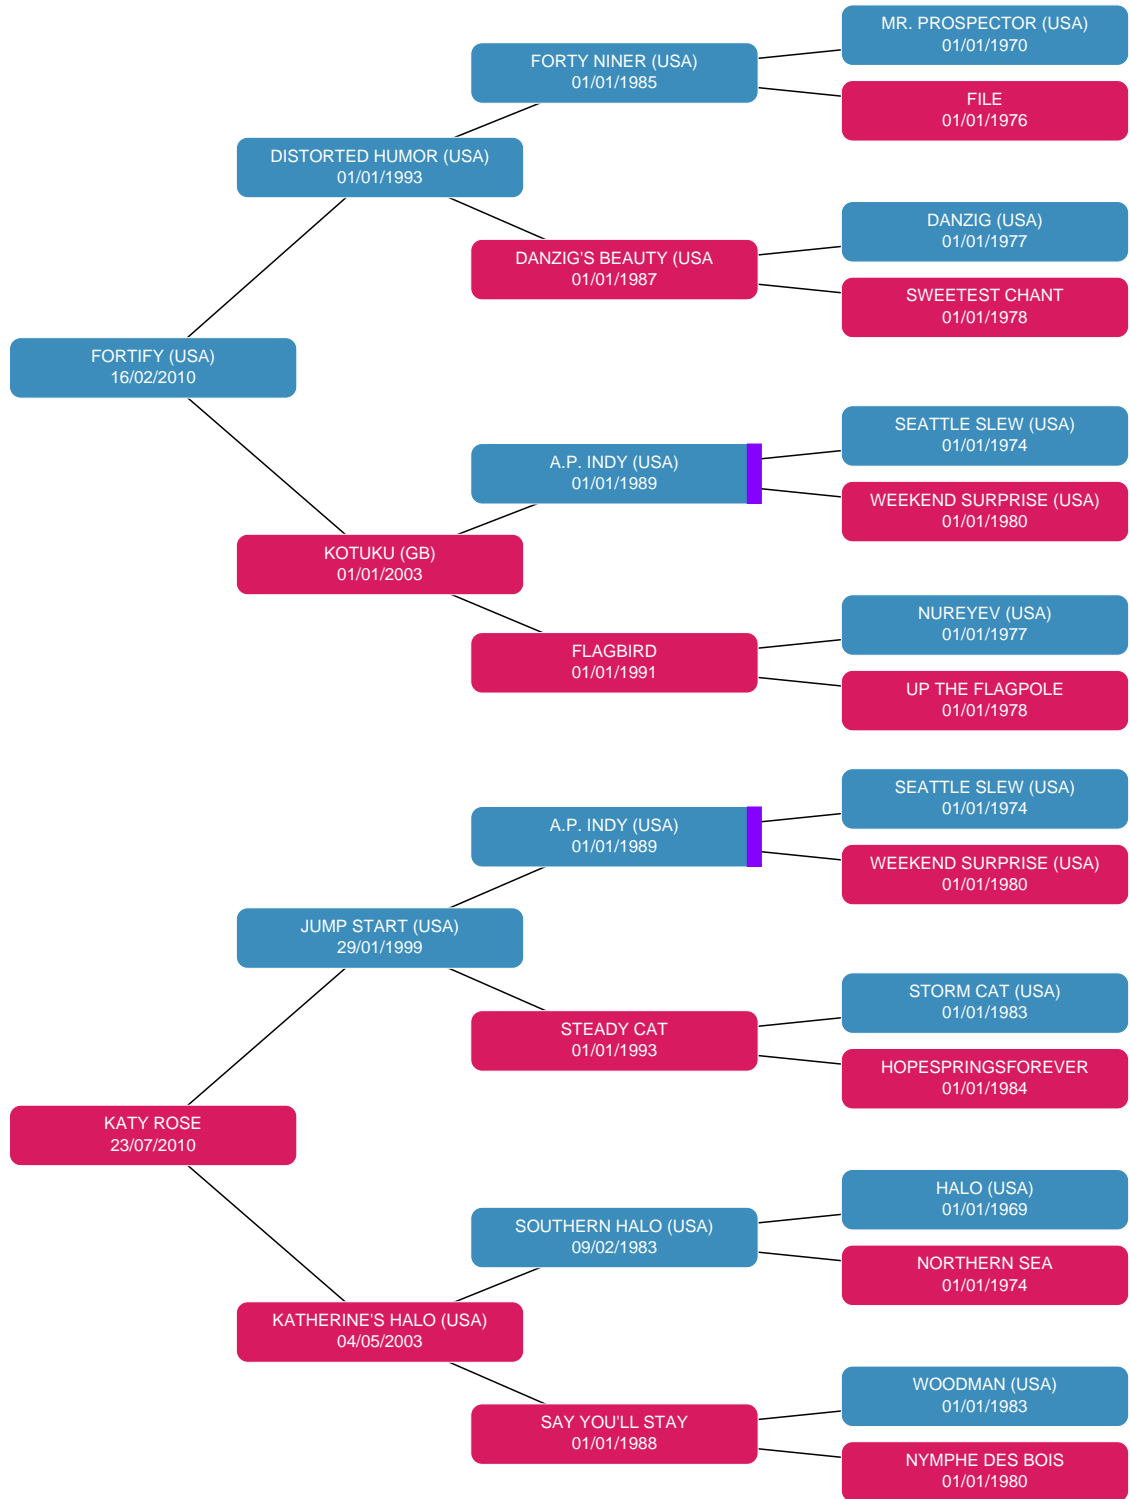 MR. PROSPECTOR (USA)
01/01/1970
FORTY NINER (USA)
01/01/1985
FILE
01/01/1976
DISTORTED HUMOR (USA)
01/01/1993
DANZIG (USA)
01/01/1977
DANZIG'S BEAUTY (USA
01/01/1987
SWEETEST CHANT
01/01/1978
FORTIFY (USA)
16/02/2010
SEATTLE SLEW (USA)
01/01/1974
A.P. INDY (USA)
01/01/1989
WEEKEND SURPRISE (USA)
01/01/1980
KOTUKU (GB)
01/01/2003
NUREYEV (USA)
01/01/1977
FLAGBIRD
01/01/1991
UP THE FLAGPOLE
01/01/1978
SEATTLE SLEW (USA)
01/01/1974
A.P. INDY (USA)
01/01/1989
WEEKEND SURPRISE (USA)
01/01/1980
JUMP START (USA)
29/01/1999
STORM CAT (USA)
01/01/1983
STEADY CAT
01/01/1993
HOPESPRINGSFOREVER
01/01/1984
KATY ROSE
23/07/2010
HALO (USA)
01/01/1969
SOUTHERN HALO (USA)
09/02/1983
NORTHERN SEA
01/01/1974
KATHERINE'S HALO (USA)
04/05/2003
WOODMAN (USA)
01/01/1983
SAY YOU'LL STAY
01/01/1988
NYMPHE DES BOIS
01/01/1980